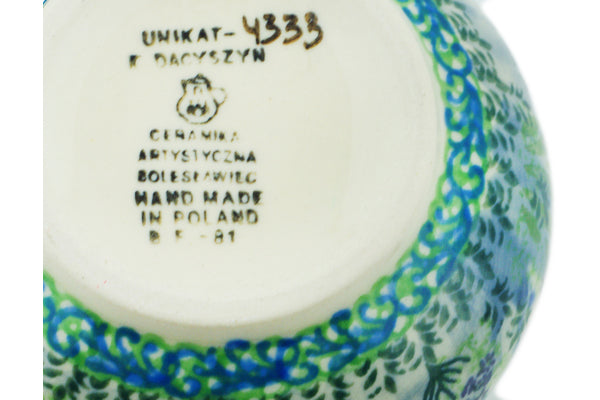 UNIKAT-4333
K DACYSZYN
CERAMIKA
ARTYSTYCZNA
BOLESŁAWIEC
HAND MADE
IN POLAND
B F -81